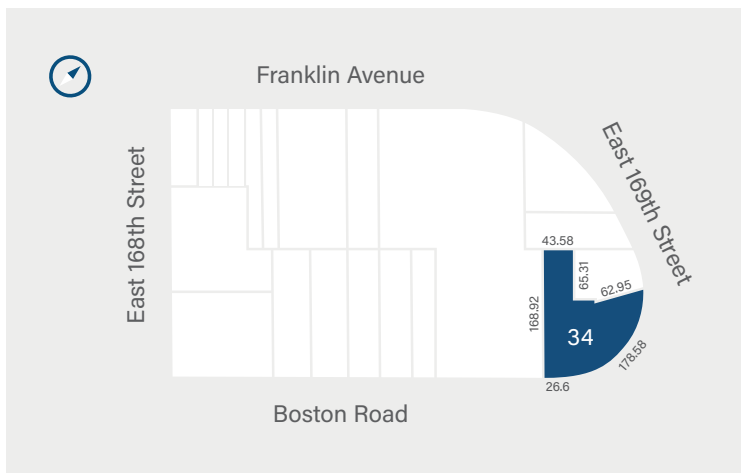 Franklin Avenue
East 168th Street
East 169th Street
43.58
65.31
62.95
168.92
34
178.58
26.6
Boston Road